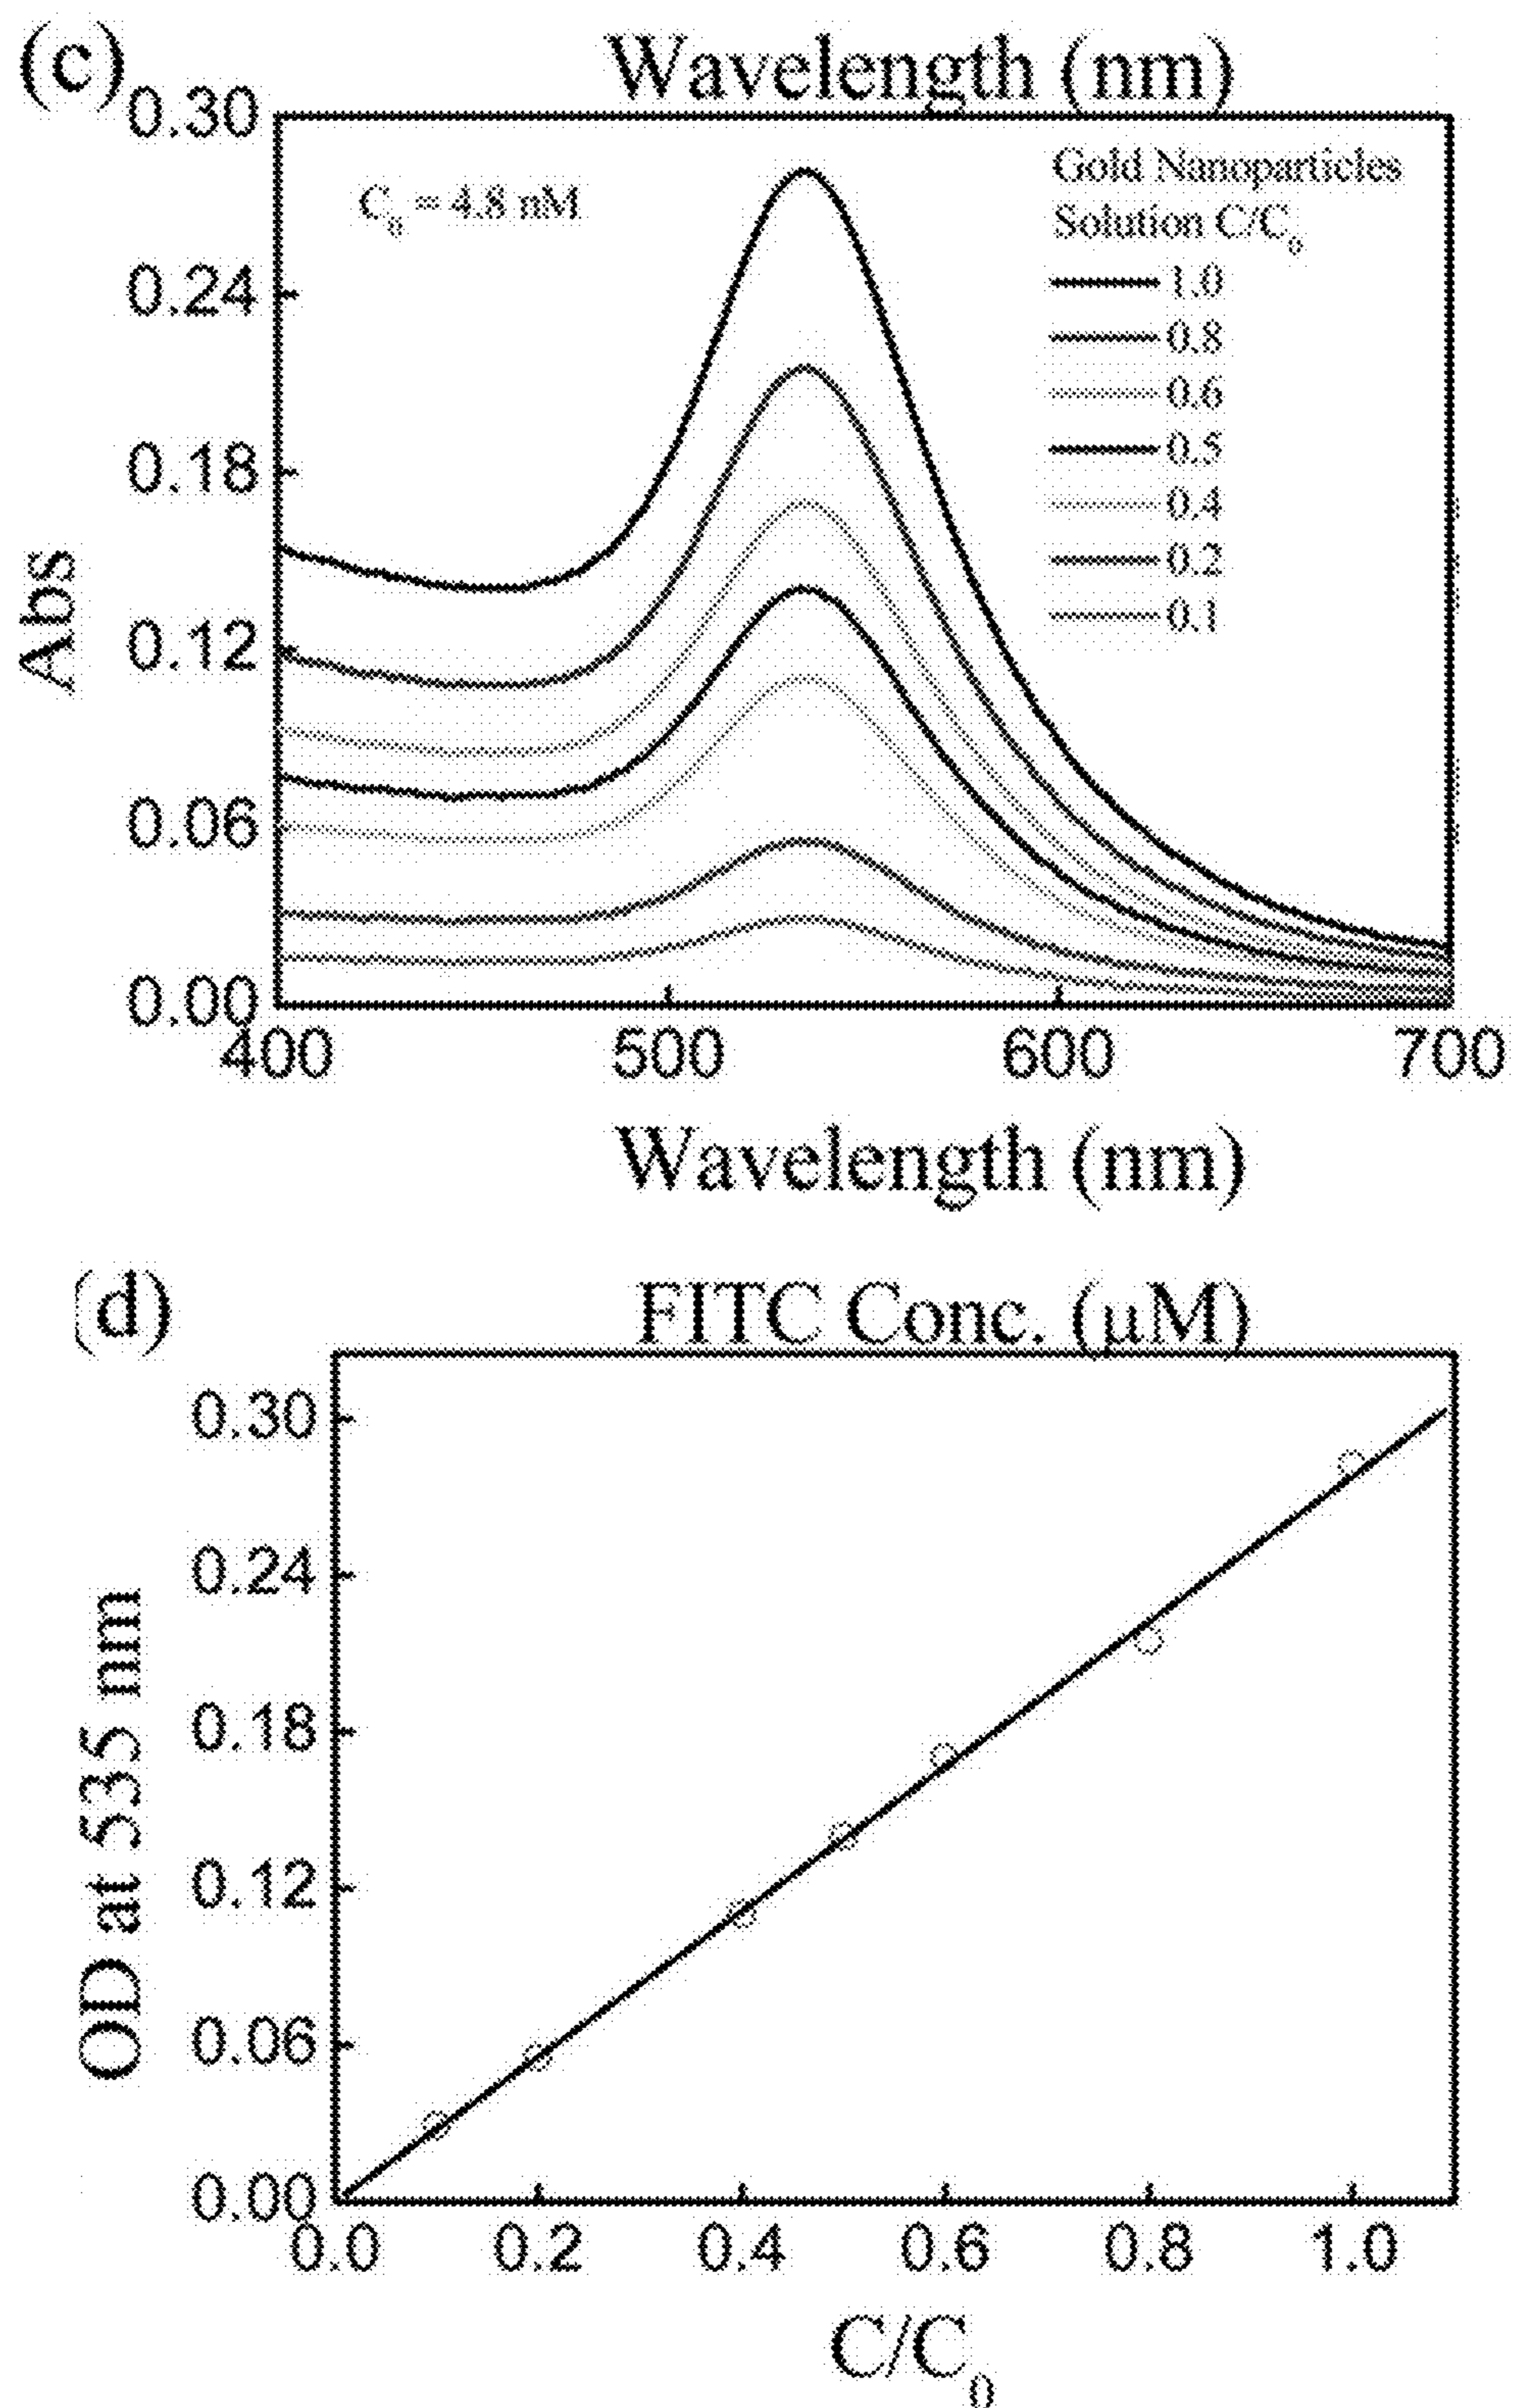 (c)
Wavelength (nm)
0.30
0.24
0.18
0.12
0.06
0.00
Abs
C₀ = 4.8 nM
Gold Nanoparticles
Solution C/C₀
1.0
0.8
0.6
0.5
0.4
0.2
0.1
400 500 600 700
Wavelength (nm)
(d)
FITC Conc. (μM)
0.30
0.24
0.18
0.12
0.06
0.00
OD at 535 nm
0.0 0.2 0.4 0.6 0.8 1.0
C/C₀